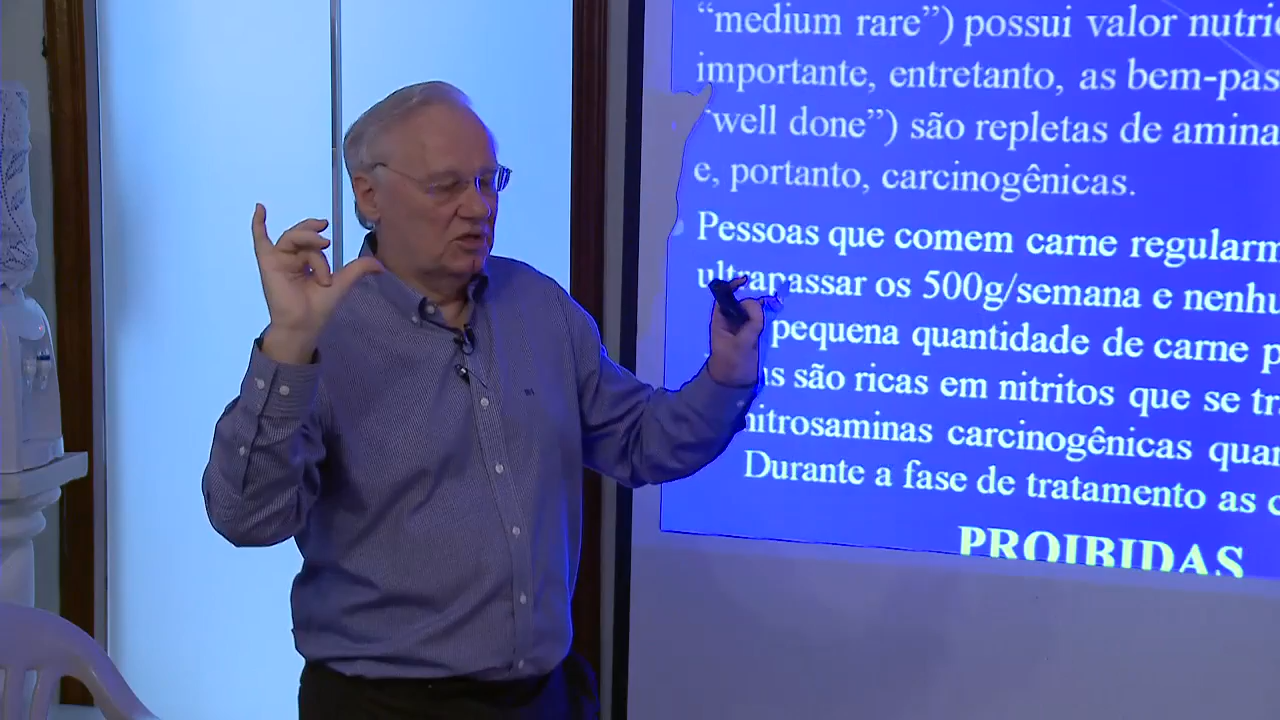 “medium rare”) possui valor nutri
importante, entretanto, as bem-pas
“well done”) são repletas de amina
e, portanto, carcinogênicas.
Pessoas que comem carne regularm
ultrapassar os 500g/semana e nenhu
pequena quantidade de carne p
as são ricas em nitritos que se tr
nitrosaminas carcinogênicas quan
Durante a fase de tratamento as c
PROIBIDAS